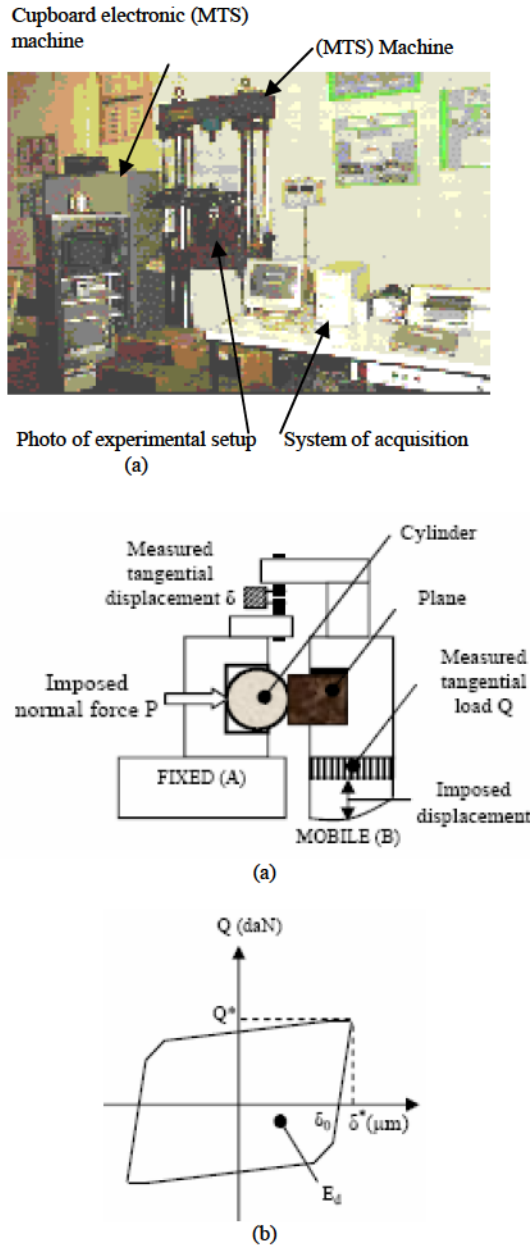 Cupboard electronic (MTS)
machine
(MTS) Machine
Photo of experimental setup
System of acquisition
(a)
Cylinder
Measured
tangential
displacement δ
Plane
Measured
tangential
load Q
Imposed
normal force P
FIXED (A)
Imposed
displacement
MOBILE (B)
(a)
Q (daN)
Q*
δ₀
δ*(μm)
E_d
(b)